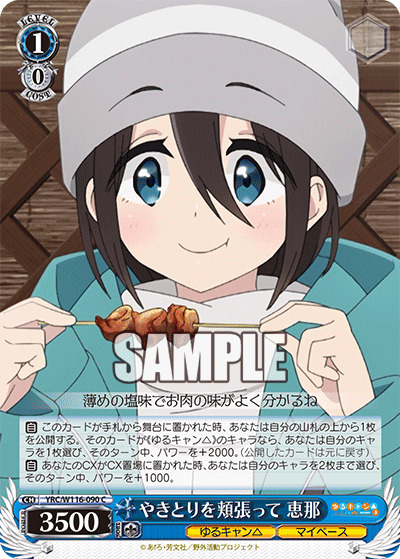 LEVEL
1
0
COST
SAMPLE
薄めの塩味でお肉の味がよく分かるね
自 このカードが手札から舞台に置かれた時、あなたは自分の山札の上から1枚
を公開する。そのカードが《ゆるキャン△》のキャラなら、あなたは自分のキャラ
を1枚選び、そのターン中、パワーを+2000。(公開したカードは元に戻す)
自 あなたのCXがCX置場に置かれた時、あなたは自分のキャラを2枚まで選び、
そのターン中、パワーを+1000。
CH YRC/W116-090 C
3500
やきとりを頬張って 恵那
ゆるキャン△
ゆるキャン△ マイペース
©あfろ・芳文社／野外活動プロジェクト